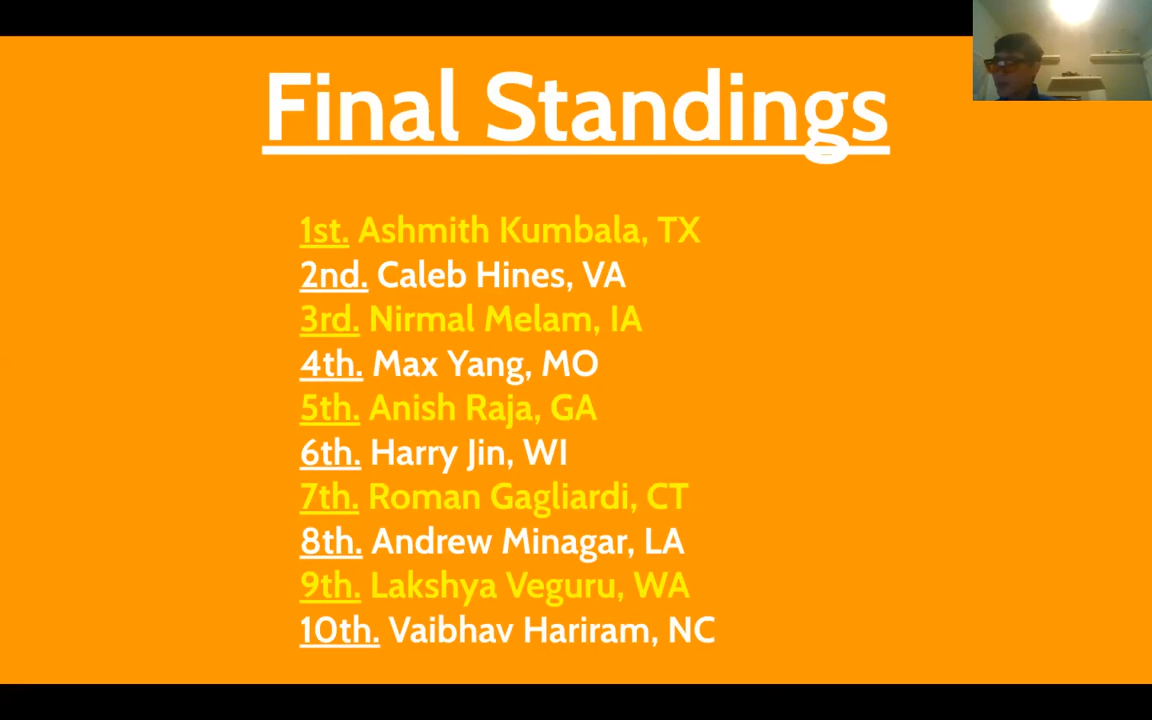 Final Standings
1st. Ashmith Kumbala, TX
2nd. Caleb Hines, VA
3rd. Nirmal Melam, IA
4th. Max Yang, MO
5th. Anish Raja, GA
6th. Harry Jin, WI
7th. Roman Gagliardi, CT
8th. Andrew Minagar, LA
9th. Lakshya Veguru, WA
10th. Vaibhav Hariram, NC